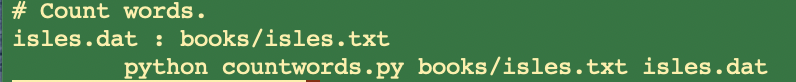 # Count words.
isles.dat : books/isles.txt
        python countwords.py books/isles.txt isles.dat